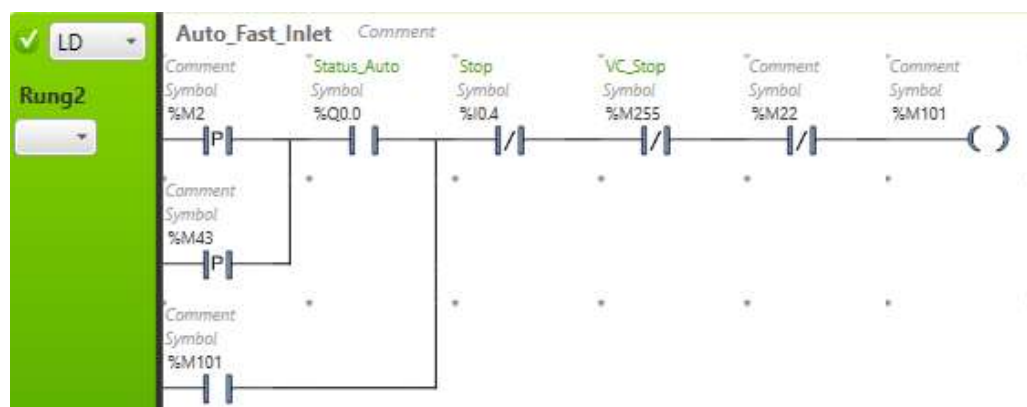 LD
Rung2
Auto_Fast_Inlet Comment
Comment Status_Auto Stop VC_Stop Comment Comment
Symbol Symbol Symbol Symbol Symbol Symbol
%M2 %Q0.0 %I0.4 %M255 %M22 %M101
P / / /
Comment
Symbol
%M43
P
Comment
Symbol
%M101